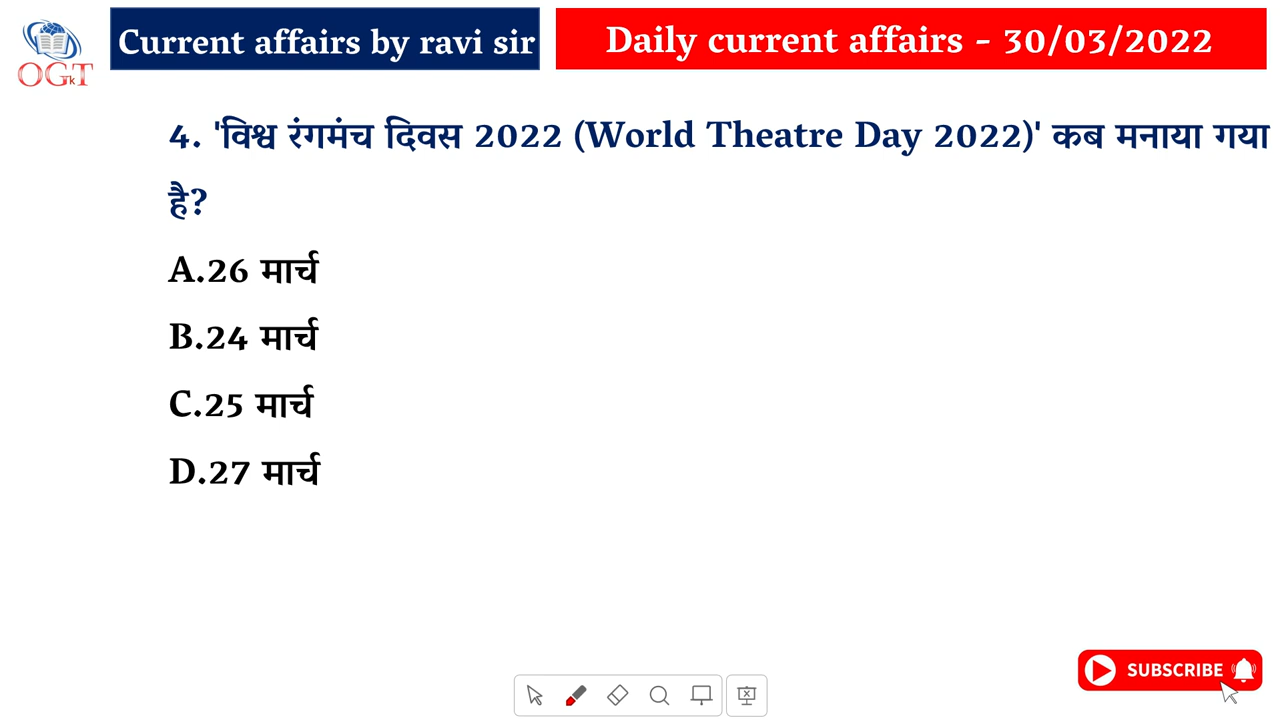 Current affairs by ravi sir
Daily current affairs - 30/03/2022
OGT
rk
4. 'विश्व रंगमंच दिवस 2022 (World Theatre Day 2022)' कब मनाया गया
है?
A.26 मार्च
B.24 मार्च
C.25 मार्च
D.27 मार्च
SUBSCRIBE